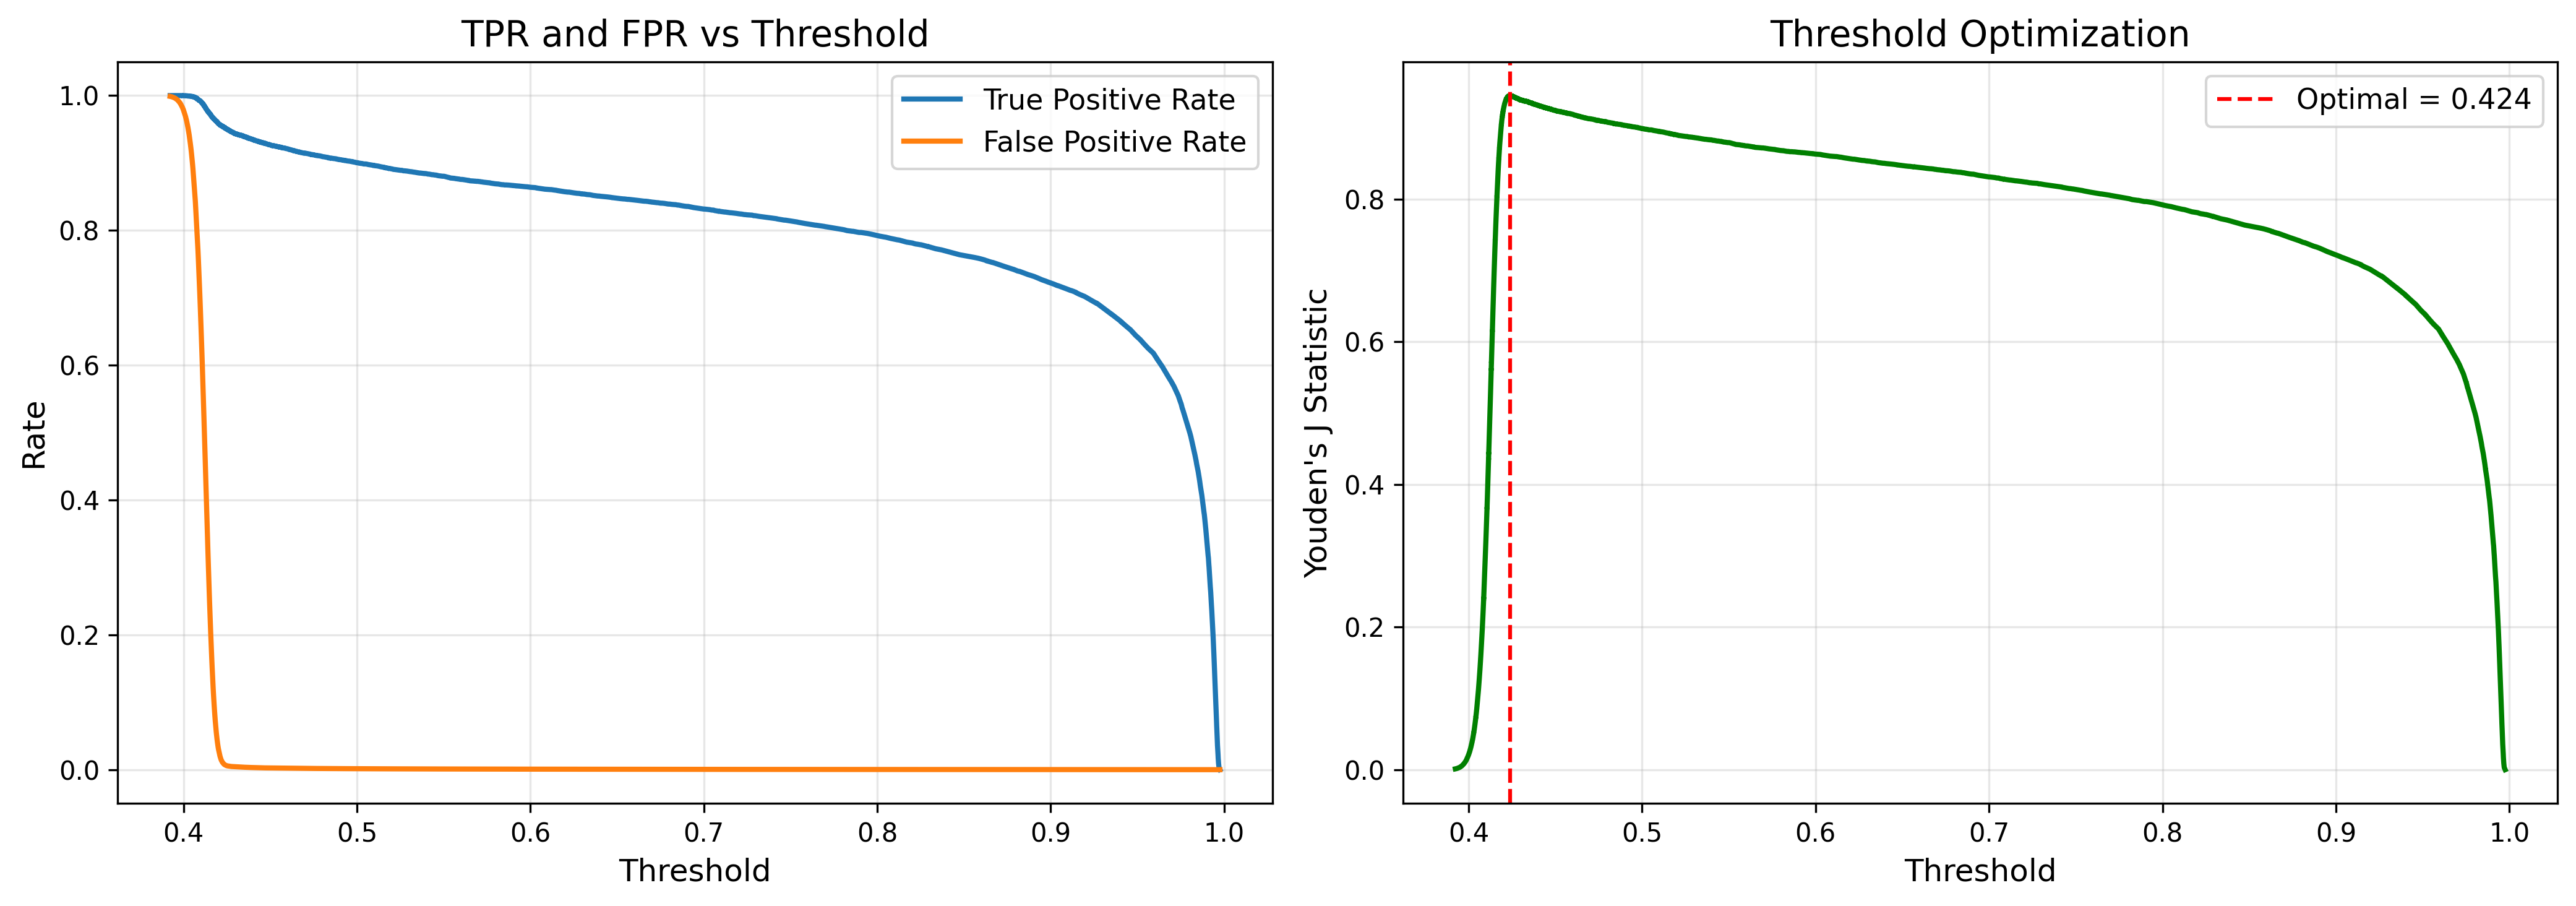 TPR and FPR vs Threshold
True Positive Rate
False Positive Rate
Rate
1.0
0.8
0.6
0.4
0.2
0.0
0.4 0.5 0.6 0.7 0.8 0.9 1.0
Threshold
Threshold Optimization
Optimal = 0.424
Youden's J Statistic
0.8
0.6
0.4
0.2
0.0
0.4 0.5 0.6 0.7 0.8 0.9 1.0
Threshold